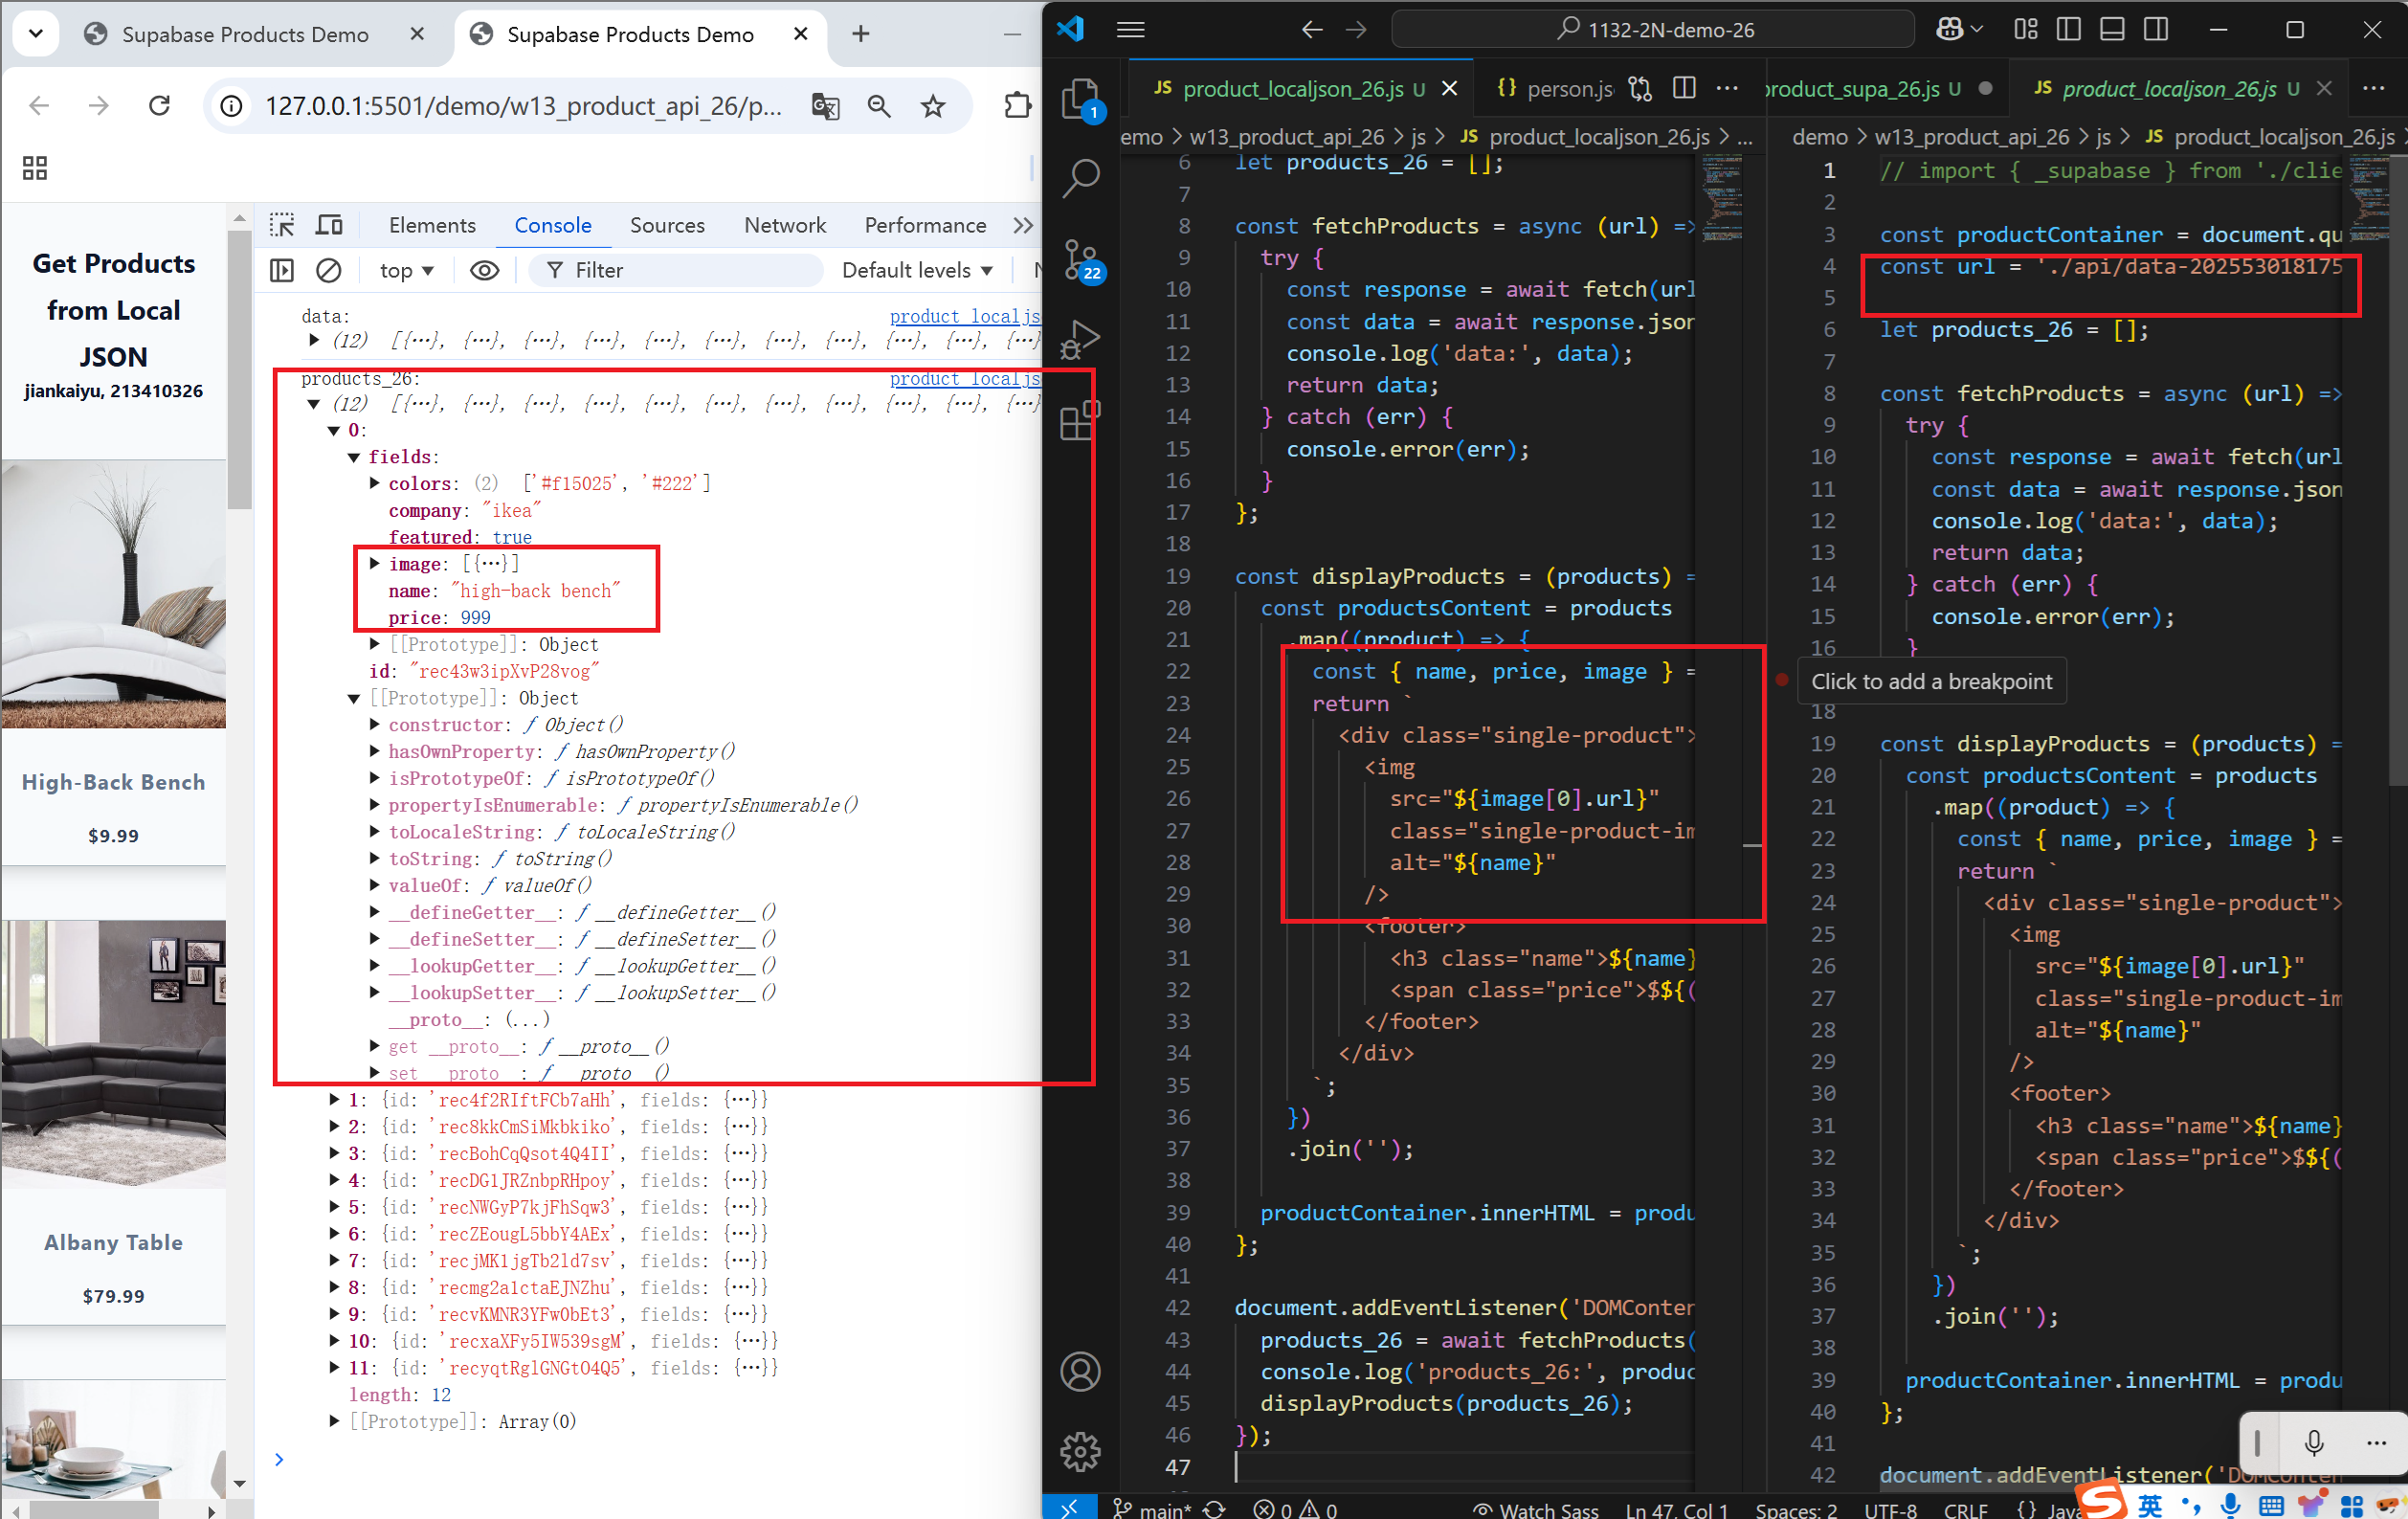 Supabase Products Demo
Supabase Products Demo
127.0.0.1:5501/demo/w13_product_api_26/p...
Get Products
from Local
JSON
jiankaiyu, 213410326
High-Back Bench
$9.99
Albany Table
$79.99
Elements Console Sources Network Performance
top Filter Default levels
data: product_localjs
(12) [{…}, {…}, {…}, {…}, {…}, {…}, {…}, {…}, {…}, {…}, {…}
products_26: product_localjs
(12) [{…}, {…}, {…}, {…}, {…}, {…}, {…}, {…}, {…}, {…}, {…}
0:
fields:
colors: (2) ['#f15025', '#222']
company: "ikea"
featured: true
image: [{…}]
name: "high-back bench"
price: 999
[[Prototype]]: Object
id: "rec43w3ipXvP28vog"
[[Prototype]]: Object
constructor: ƒ Object()
hasOwnProperty: ƒ hasOwnProperty()
isPrototypeOf: ƒ isPrototypeOf()
propertyIsEnumerable: ƒ propertyIsEnumerable()
toLocaleString: ƒ toLocaleString()
toString: ƒ toString()
valueOf: ƒ valueOf()
__defineGetter__: ƒ __defineGetter__()
__defineSetter__: ƒ __defineSetter__()
__lookupGetter__: ƒ __lookupGetter__()
__lookupSetter__: ƒ __lookupSetter__()
__proto__: (...)
get __proto__: ƒ __proto__()
set __proto__: ƒ __proto__()
1: {id: 'rec4f2RIftFCb7aHh', fields: {…}}
2: {id: 'rec8kkCmSiMkbkiko', fields: {…}}
3: {id: 'recBohCqQsot4Q4II', fields: {…}}
4: {id: 'recDG1JRZnbpRHpoy', fields: {…}}
5: {id: 'recNWGyP7kjFhSqw3', fields: {…}}
6: {id: 'recZEougL5bbY4AEx', fields: {…}}
7: {id: 'recjMK1jgTb2ld7sv', fields: {…}}
8: {id: 'recmg2a1ctaEJNZhu', fields: {…}}
9: {id: 'recvKMNR3YFw0bEt3', fields: {…}}
10: {id: 'recxaXFy5IW539sgM', fields: {…}}
11: {id: 'recyqtRglGNGtO4Q5', fields: {…}}
length: 12
[[Prototype]]: Array(0)
1132-2N-demo-26
1
22
JS product_localjson_26.js U
{} person.js
emo > w13_product_api_26 > js > JS product_localjson_26.js > ...
6 let products_26 = [];
7
8 const fetchProducts = async (url) =>
9 try {
10 const response = await fetch(url
11 const data = await response.json
12 console.log('data:', data);
13 return data;
14 } catch (err) {
15 console.error(err);
16 }
17 };
18
19 const displayProducts = (products) =
20 const productsContent = products
21 .map((product) => {
22 const { name, price, image } =
23 return `
24 <div class="single-product">
25 <img
26 src="${image[0].url}"
27 class="single-product-im
28 alt="${name}"
29 />
30 <footer>
31 <h3 class="name">${name}
32 <span class="price">$${(
33 </footer>
34 </div>
35 `;
36 })
37 .join('');
38
39 productContainer.innerHTML = produ
40 };
41
42 document.addEventListener('DOMConten
43 products_26 = await fetchProducts(
44 console.log('products_26:', produc
45 displayProducts(products_26);
46 });
47
product_supa_26.js U
JS product_localjson_26.js U
demo > w13_product_api_26 > js > JS product_localjson_26.js >
1 // import { _supabase } from './clie
2
3 const productContainer = document.qu
4 const url = './api/data-202553018175
5
6 let products_26 = [];
7
8 const fetchProducts = async (url) =>
9 try {
10 const response = await fetch(url
11 const data = await response.json
12 console.log('data:', data);
13 return data;
14 } catch (err) {
15 console.error(err);
16 }
Click to add a breakpoint
18
19 const displayProducts = (products) =
20 const productsContent = products
21 .map((product) => {
22 const { name, price, image } =
23 return `
24 <div class="single-product">
25 <img
26 src="${image[0].url}"
27 class="single-product-im
28 alt="${name}"
29 />
30 <footer>
31 <h3 class="name">${name}
32 <span class="price">$${(
33 </footer>
34 </div>
35 `;
36 })
37 .join('');
38
39 productContainer.innerHTML = produ
40 };
41
42 document.addEventListener('DOMConten
main* 0 0 Watch Sass Ln 47, Col 1 Spaces: 2 UTF-8 CRLF {} Java
英